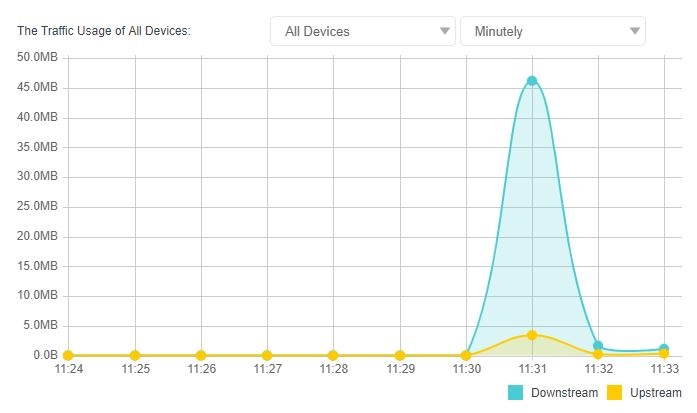 The Traffic Usage of All Devices:
All Devices
Minutely
50.0MB
45.0MB
40.0MB
35.0MB
30.0MB
25.0MB
20.0MB
15.0MB
10.0MB
5.0MB
0.0B
11:24 11:25 11:26 11:27 11:28 11:29 11:30 11:31 11:32 11:33
Downstream Upstream